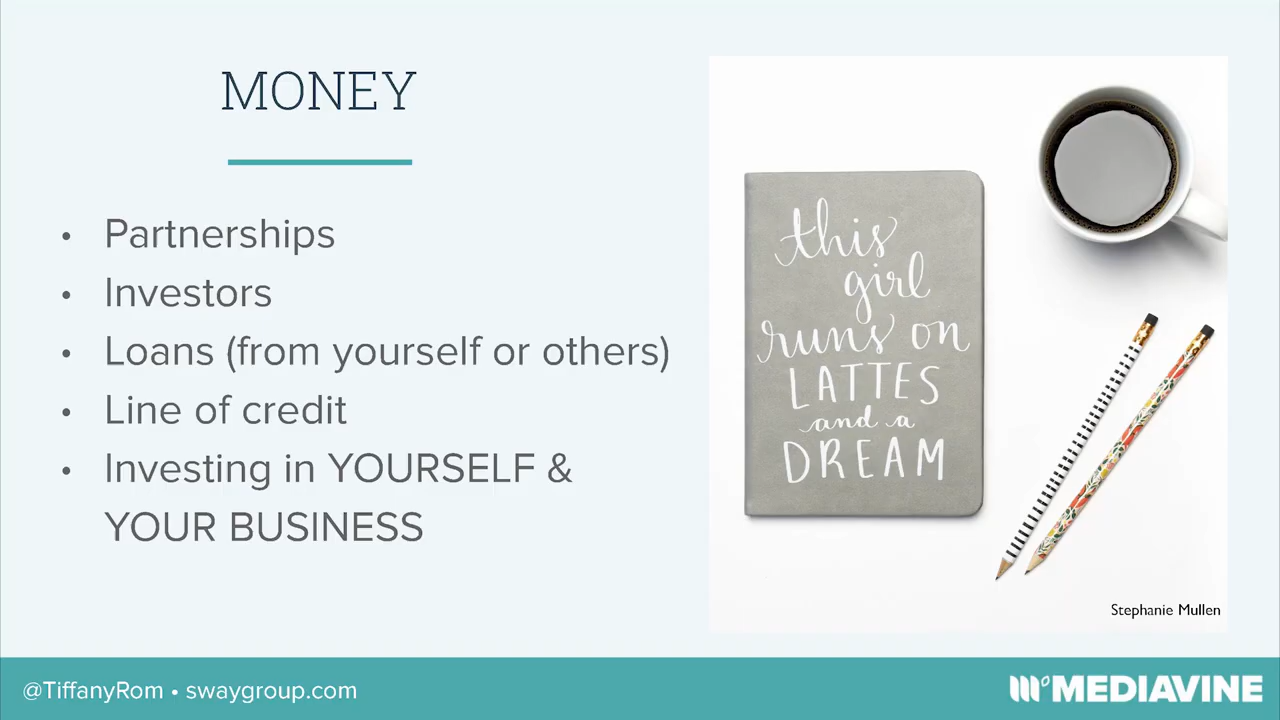 MONEY
• Partnerships
• Investors
• Loans (from yourself or others)
• Line of credit
• Investing in YOURSELF &
YOUR BUSINESS
this
girl
runs on
LATTES
and a
DREAM
Stephanie Mullen
@TiffanyRom • swaygroup.com
MEDIAVINE